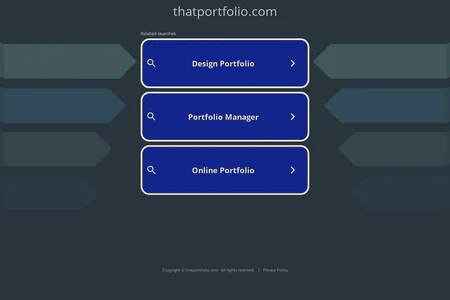 thatportfolio.com
Related searches
Design Portfolio
Portfolio Manager
Online Portfolio
Copyright © thatportfolio.com. All rights reserved. | Privacy Policy